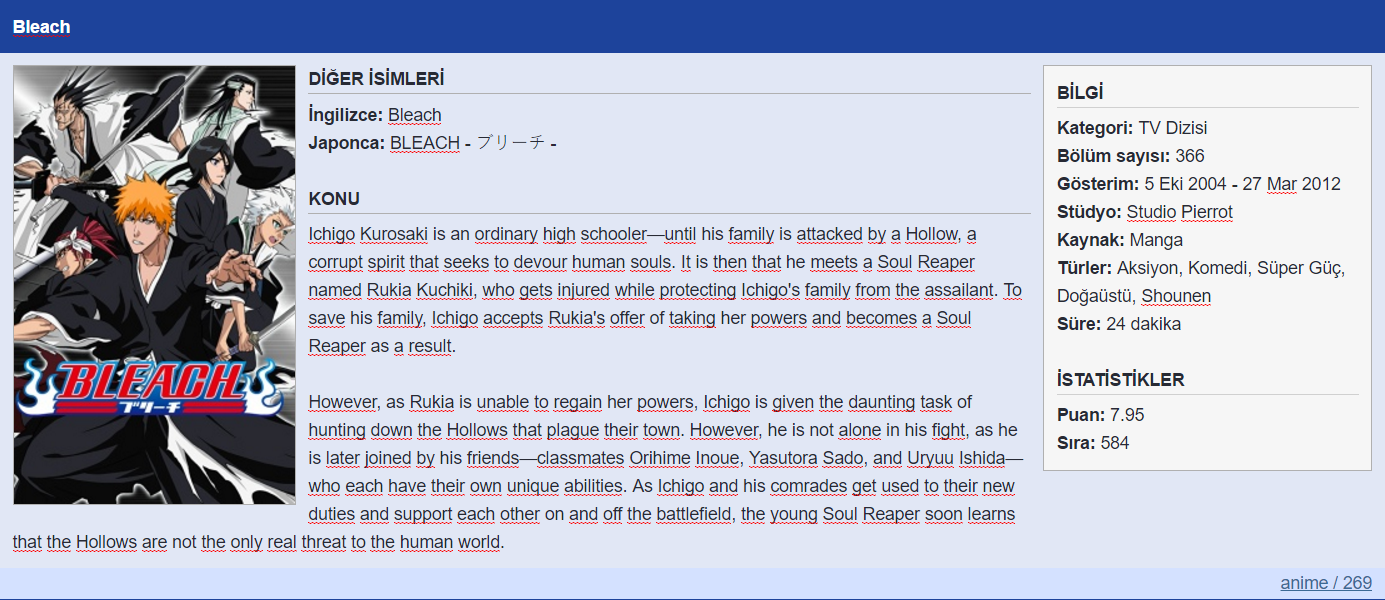 Bleach
BLEACH
ブリーチ
DİĞER İSİMLERİ
İngilizce: Bleach
Japonca: BLEACH - ブリーチ -
KONU
Ichigo Kurosaki is an ordinary high schooler—until his family is attacked by a Hollow, a
corrupt spirit that seeks to devour human souls. It is then that he meets a Soul Reaper
named Rukia Kuchiki, who gets injured while protecting Ichigo's family from the assailant. To
save his family, Ichigo accepts Rukia's offer of taking her powers and becomes a Soul
Reaper as a result.
However, as Rukia is unable to regain her powers, Ichigo is given the daunting task of
hunting down the Hollows that plague their town. However, he is not alone in his fight, as he
is later joined by his friends—classmates Orihime Inoue, Yasutora Sado, and Uryuu Ishida—
who each have their own unique abilities. As Ichigo and his comrades get used to their new
duties and support each other on and off the battlefield, the young Soul Reaper soon learns
that the Hollows are not the only real threat to the human world.
BİLGİ
Kategori: TV Dizisi
Bölüm sayısı: 366
Gösterim: 5 Eki 2004 - 27 Mar 2012
Stüdyo: Studio Pierrot
Kaynak: Manga
Türler: Aksiyon, Komedi, Süper Güç,
Doğaüstü, Shounen
Süre: 24 dakika
İSTATİSTİKLER
Puan: 7.95
Sıra: 584
anime / 269